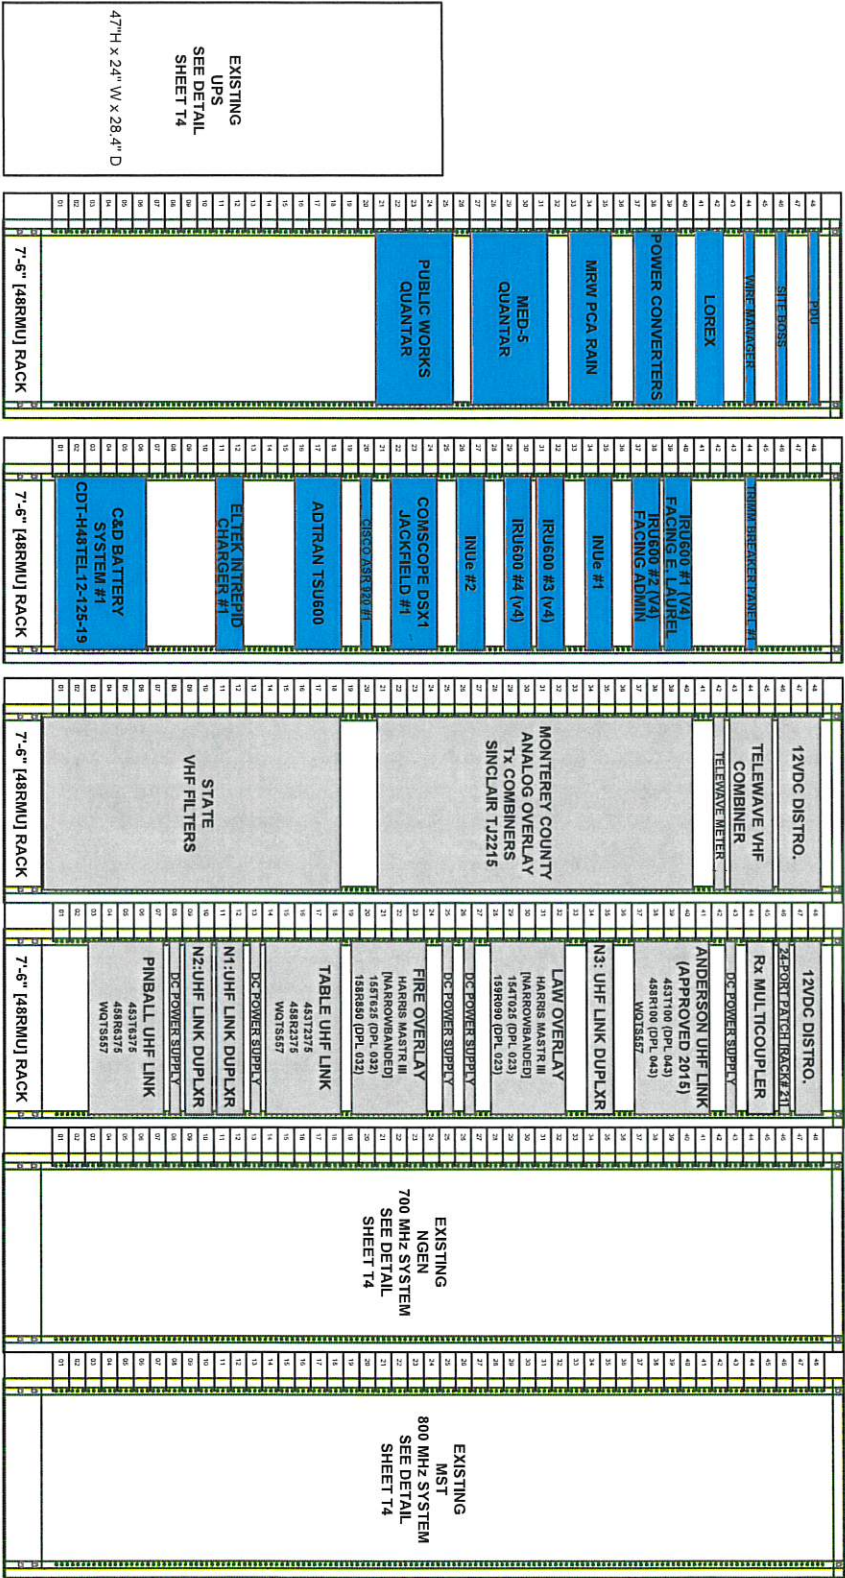 EXISTING
UPS
SEE DETAIL
SHEET T4
47"H x 24" W x 28.4" D
PDU
SITE BOSS
WIRE MANAGER
LOREX
POWER CONVERTERS
MRW PCA RAIN
MED-5
QUANTAR
PUBLIC WORKS
QUANTAR
7'-6" [48RMU] RACK
TRIMM BREAKER PANEL #1
IRU600 #1 (V4)
FACING E. LAUREL
IRU600 #2 (V4)
FACING ADMIN
INUe #1
IRU600 #3 (v4)
IRU600 #4 (v4)
INUe #2
COMSCOPE DSX1
JACKFIELD #1
CISCO ASR 920 #1
ADTRAN TSU600
ELTEK INTREPID
CHARGER #1
C&D BATTERY
SYSTEM #1
CDT-H48TEL12-125-19
7'-6" [48RMU] RACK
12VDC DISTRO.
TELEWAVE VHF
COMBINER
TELEWAVE METER
MONTEREY COUNTY
ANALOG OVERLAY
Tx COMBINERS
SINCLAIR TJ2215
STATE
VHF FILTERS
7'-6" [48RMU] RACK
12VDC DISTRO.
24-PORT PATCH [RACK# 21]
Rx MULTICOUPLER
DC POWER SUPPLY
ANDERSON UHF LINK
(APPROVED 2015)
453T100 (DPL 043)
458R100 (DPL 043)
WQTS557
N3: UHF LINK DUPLXR
LAW OVERLAY
HARRIS MASTR III
[NARROWBANDED]
154T025 (DPL 023)
159R090 (DPL 023)
DC POWER SUPPLY
DC POWER SUPPLY
FIRE OVERLAY
HARRIS MASTR III
[NARROWBANDED]
155T625 (DPL 032)
158R850 (DPL 032)
TABLE UHF LINK
453T2375
458R2375
WQTS557
DC POWER SUPPLY
N1:UHF LINK DUPLXR
N2:UHF LINK DUPLXR
DC POWER SUPPLY
PINBALL UHF LINK
453T6375
458R6375
WQTS557
7'-6" [48RMU] RACK
EXISTING
NGEN
700 MHz SYSTEM
SEE DETAIL
SHEET T4
EXISTING
MST
800 MHz SYSTEM
SEE DETAIL
SHEET T4